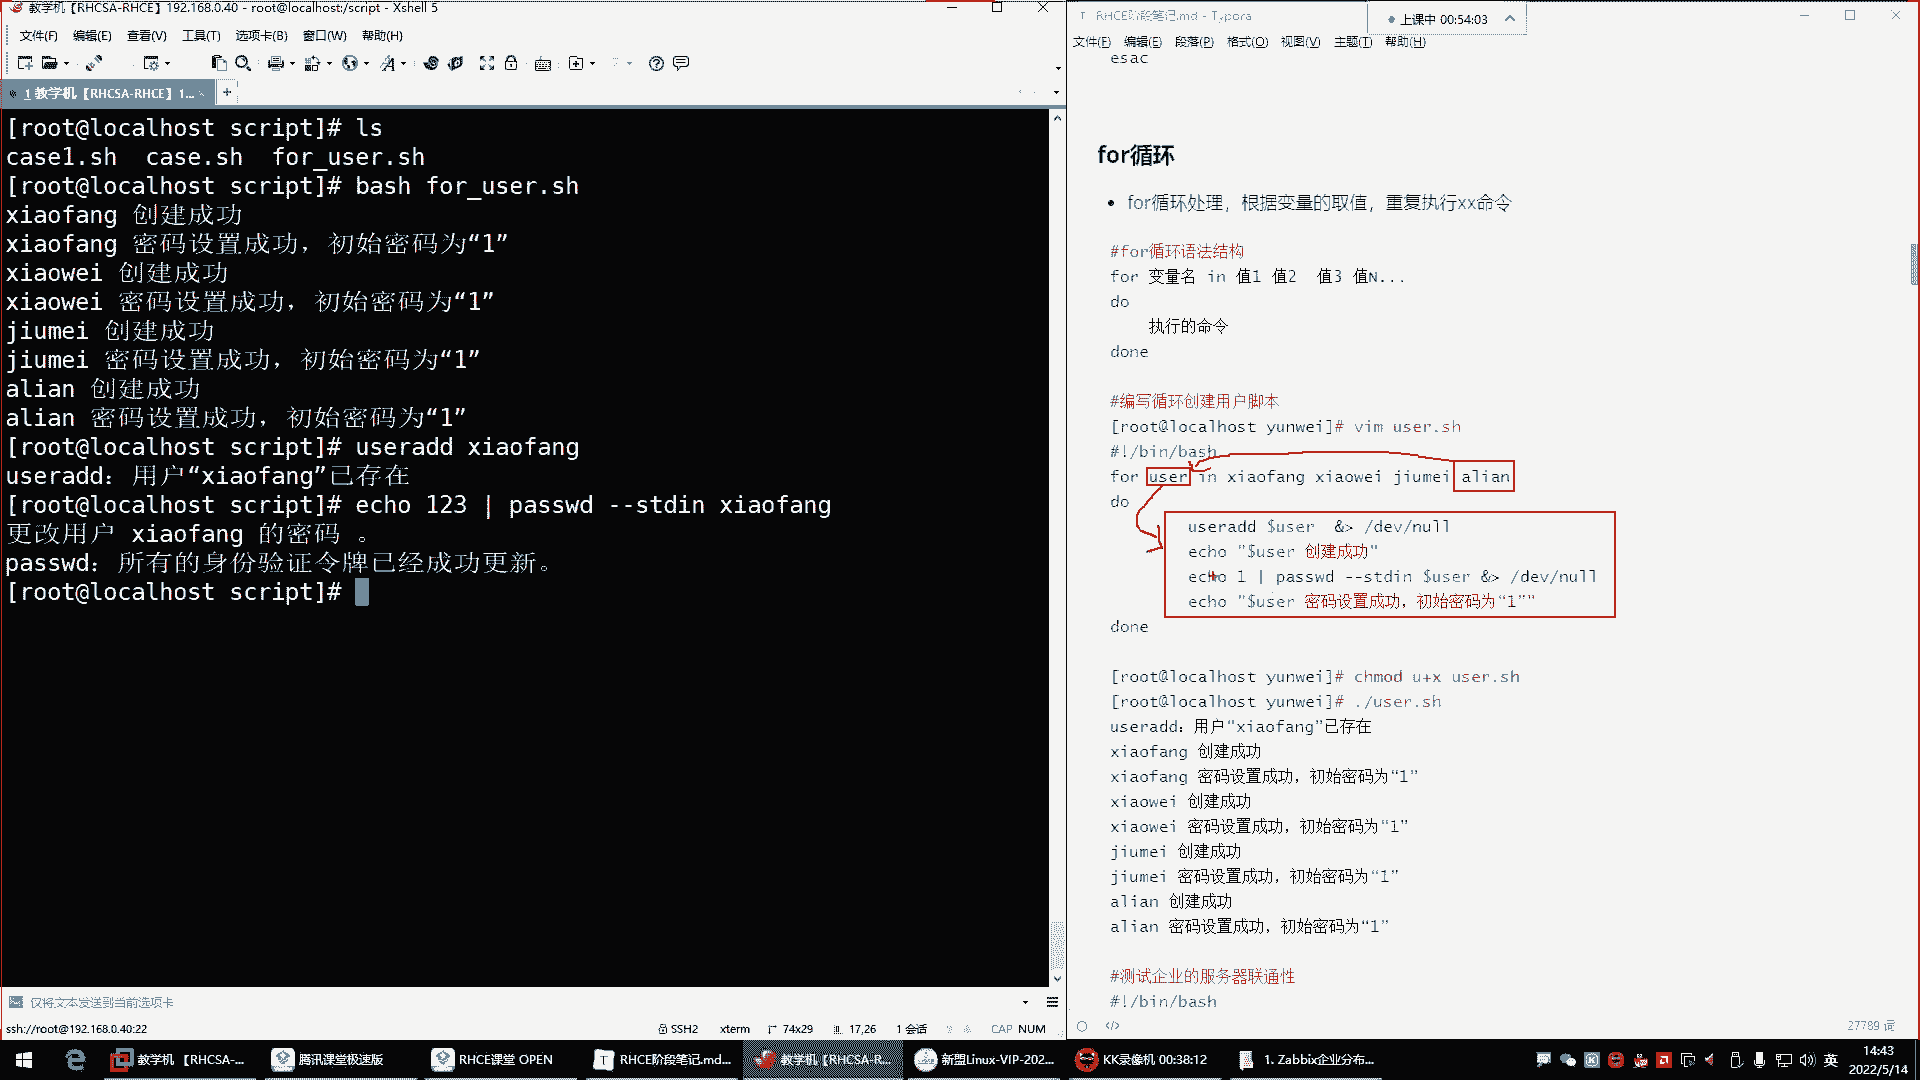 教学机【RHCSA-RHCE】192.168.0.40 - root@localhost:/script - Xshell 5
文件(F) 编辑(E) 查看(V) 工具(T) 选项卡(B) 窗口(W) 帮助(H)
1 教学机【RHCSA-RHCE】1...
[root@localhost script]# ls
case1.sh  case.sh  for_user.sh
[root@localhost script]# bash for_user.sh
xiaofang 创建成功
xiaofang 密码设置成功，初始密码为“1”
xiaowei 创建成功
xiaowei 密码设置成功，初始密码为“1”
jiumei 创建成功
jiumei 密码设置成功，初始密码为“1”
alian 创建成功
alian 密码设置成功，初始密码为“1”
[root@localhost script]# useradd xiaofang
useradd：用户“xiaofang”已存在
[root@localhost script]# echo 123 | passwd --stdin xiaofang
更改用户 xiaofang 的密码 。
passwd：所有的身份验证令牌已经成功更新。
[root@localhost script]#
仅将文本发送到当前选项卡
ssh://root@192.168.0.40:22 SSH2 xterm 74x29 17,26 1 会话 CAP NUM
RHCE阶段笔记.md - Typora
上课中 00:54:03
文件(F) 编辑(E) 段落(P) 格式(O) 视图(V) 主题(T) 帮助(H)
esac
for循环
for循环处理，根据变量的取值，重复执行xx命令
#for循环语法结构
for 变量名 in 值1 值2  值3 值N...
do
执行的命令
done
#编写循环创建用户脚本
[root@localhost yunwei]# vim user.sh
#!/bin/bash
for user in xiaofang xiaowei jiumei alian
do
useradd $user  &> /dev/null
echo "$user 创建成功"
echo 1 | passwd --stdin $user &> /dev/null
echo "$user 密码设置成功，初始密码为“1”"
done
[root@localhost yunwei]# chmod u+x user.sh
[root@localhost yunwei]# ./user.sh
useradd：用户“xiaofang”已存在
xiaofang 创建成功
xiaofang 密码设置成功，初始密码为“1”
xiaowei 创建成功
xiaowei 密码设置成功，初始密码为“1”
jiumei 创建成功
jiumei 密码设置成功，初始密码为“1”
alian 创建成功
alian 密码设置成功，初始密码为“1”
#测试企业的服务器联通性
#!/bin/bash
27789 词
教学机 【RHCSA-... 腾讯课堂极速版 RHCE课堂 OPEN RHCE阶段笔记.md... 教学机【RHCSA-R... 新盟Linux-VIP-202... KK录像机 00:38:12 1. Zabbix企业分布... 英 14:43
2022/5/14